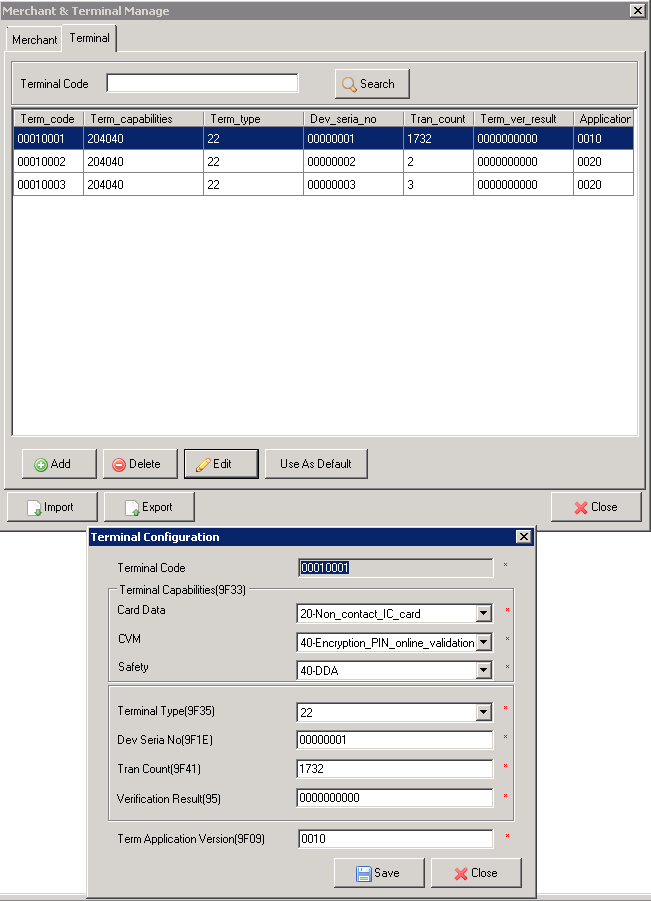 Merchant & Terminal Manage
Merchant Terminal
Terminal Code Search
Term_code Term_capabilities Term_type Dev_seria_no Tran_count Term_ver_result Application
00010001 204040 22 00000001 1732 0000000000 0010
00010002 204040 22 00000002 2 0000000000 0020
00010003 204040 22 00000003 3 0000000000 0020
Add Delete Edit Use As Default
Import Export Close
Terminal Configuration
Terminal Code 00010001 *
Terminal Capabilities(9F33)
Card Data 20-Non_contact_IC_card *
CVM 40-Encryption_PIN_online_validation *
Safety 40-DDA *
Terminal Type(9F35) 22 *
Dev Seria No(9F1E) 00000001 *
Tran Count(9F41) 1732 *
Verification Result(95) 0000000000 *
Term Application Version(9F09) 0010 *
Save Close